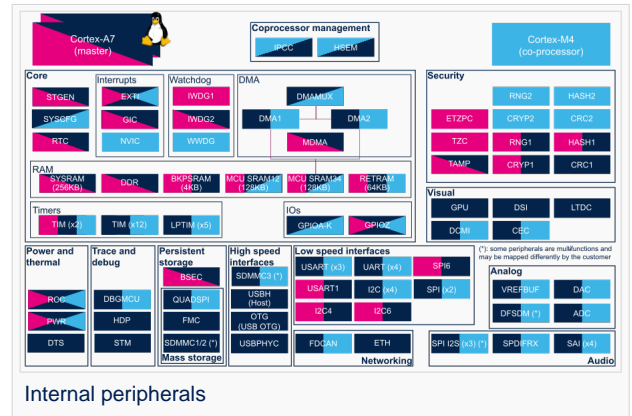 Cortex-A7
(master)
Coprocessor management
IPCC
HSEM
Cortex-M4
(co-processor)
Core
STGEN
SYSCFG
RTC
Interrupts
EXTI
GIC
NVIC
Watchdog
IWDG1
IWDG2
WWDG
DMA
DMAMUX
DMA1
DMA2
MDMA
Security
RNG2
HASH2
ETZPC
CRYP2
CRC2
TZC
RNG1
HASH1
TAMP
CRYP1
CRC1
RAM
SYSRAM
(256KB)
DDR
BKPSRAM
(4KB)
MCU SRAM12
(128KB)
MCU SRAM34
(128KB)
RETRAM
(64KB)
Visual
GPU
DSI
LTDC
DCMI
CEC
Timers
TIM (x2)
TIM (x12)
LPTIM (x5)
IOs
GPIOA-K
GPIOZ
(*): some peripherals are multifunctions and
may be mapped differently by the customer
Power and
thermal
RCC
PWR
DTS
Trace and
debug
DBGMCU
HDP
STM
Persistent
storage
BSEC
QUADSPI
FMC
SDMMC1/2 (*)
Mass storage
High speed
interfaces
SDMMC3 (*)
USBH
(Host)
OTG
(USB OTG)
USBPHYC
Low speed interfaces
USART (x3)
UART (x4)
SPI6
USART1
I2C (x4)
SPI (x2)
I2C4
I2C6
FDCAN
ETH
Networking
Analog
VREFBUF
DAC
DFSDM (*)
ADC
SPI I2S (x3) (*)
SPDIFRX
SAI (x4)
Audio
Internal peripherals